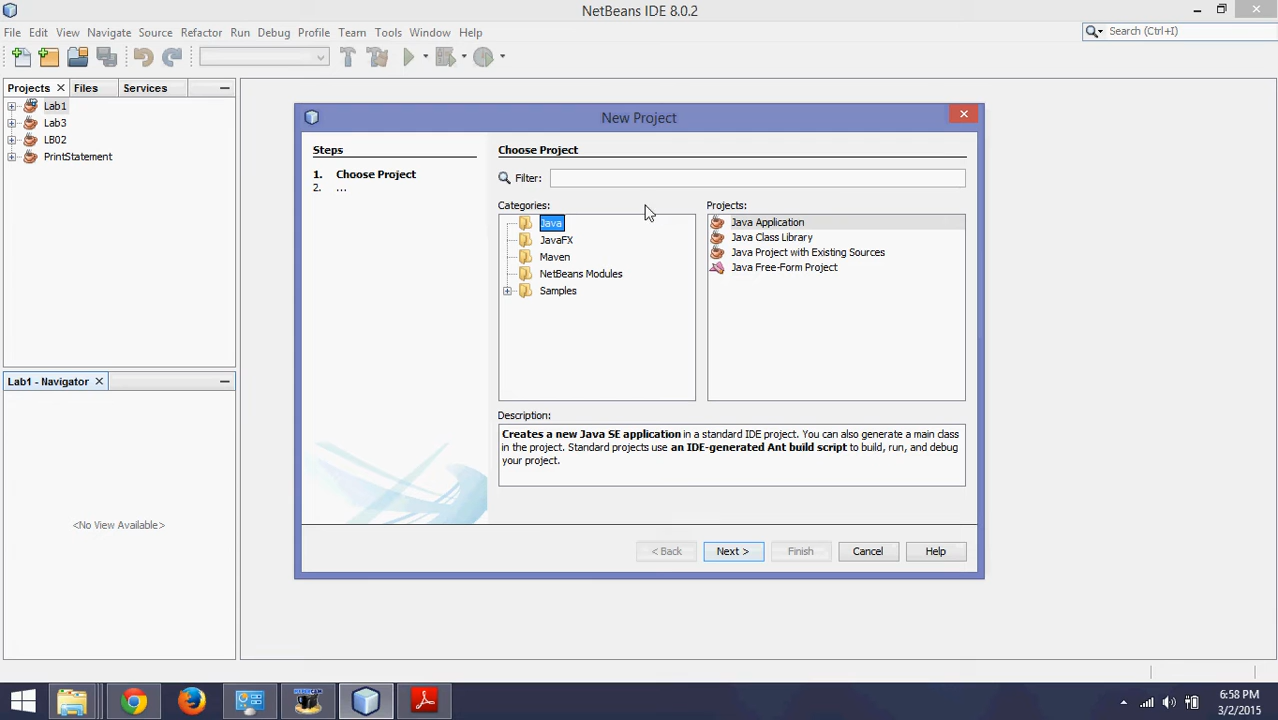 NetBeans IDE 8.0.2
File Edit View Navigate Source Refactor Run Debug Profile Team Tools Window Help
Search (Ctrl+I)
Projects Files Services
Lab1
Lab3
LB02
PrintStatement
Lab1 - Navigator
<No View Available>
New Project
Steps
1. Choose Project
2. ...
Choose Project
Filter:
Categories:
Java
JavaFX
Maven
NetBeans Modules
Samples
Projects:
Java Application
Java Class Library
Java Project with Existing Sources
Java Free-Form Project
Description:
Creates a new Java SE application in a standard IDE project. You can also generate a main class
in the project. Standard projects use an IDE-generated Ant build script to build, run, and debug
your project.
< Back Next > Finish Cancel Help
6:58 PM
3/2/2015